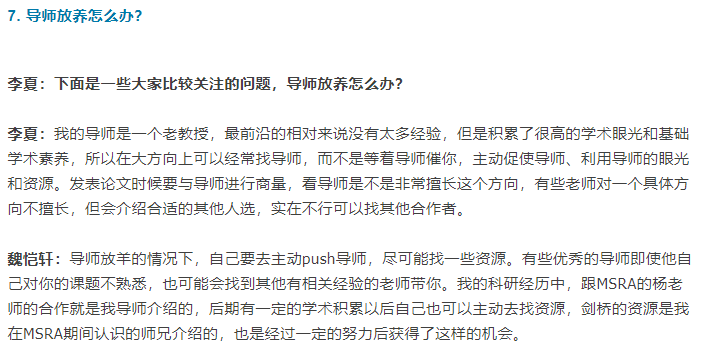 7. 导师放养怎么办？
李夏：下面是一些大家比较关注的问题，导师放养怎么办？
李夏：我的导师是一个老教授，最前沿的相对来说没有太多经验，但是积累了很高的学术眼光和基础
学术素养，所以在大方向上可以经常找导师，而不是等着导师催你，主动促使导师、利用导师的眼光
和资源。发表论文时候要与导师进行商量，看导师是不是非常擅长这个方向，有些老师对一个具体方
向不擅长，但会介绍合适的其他人选，实在不行可以找其他合作者。
魏恺轩：导师放羊的情况下，自己要去主动push导师，尽可能找一些资源。有些优秀的导师即使他自
己对你的课题不熟悉，也可能会找到其他有相关经验的老师带你。我的科研经历中，跟MSRA的杨老
师的合作就是我导师介绍的，后期有一定的学术积累以后自己也可以主动去找资源，剑桥的资源是我
在MSRA期间认识的师兄介绍的，也是经过一定的努力后获得了这样的机会。